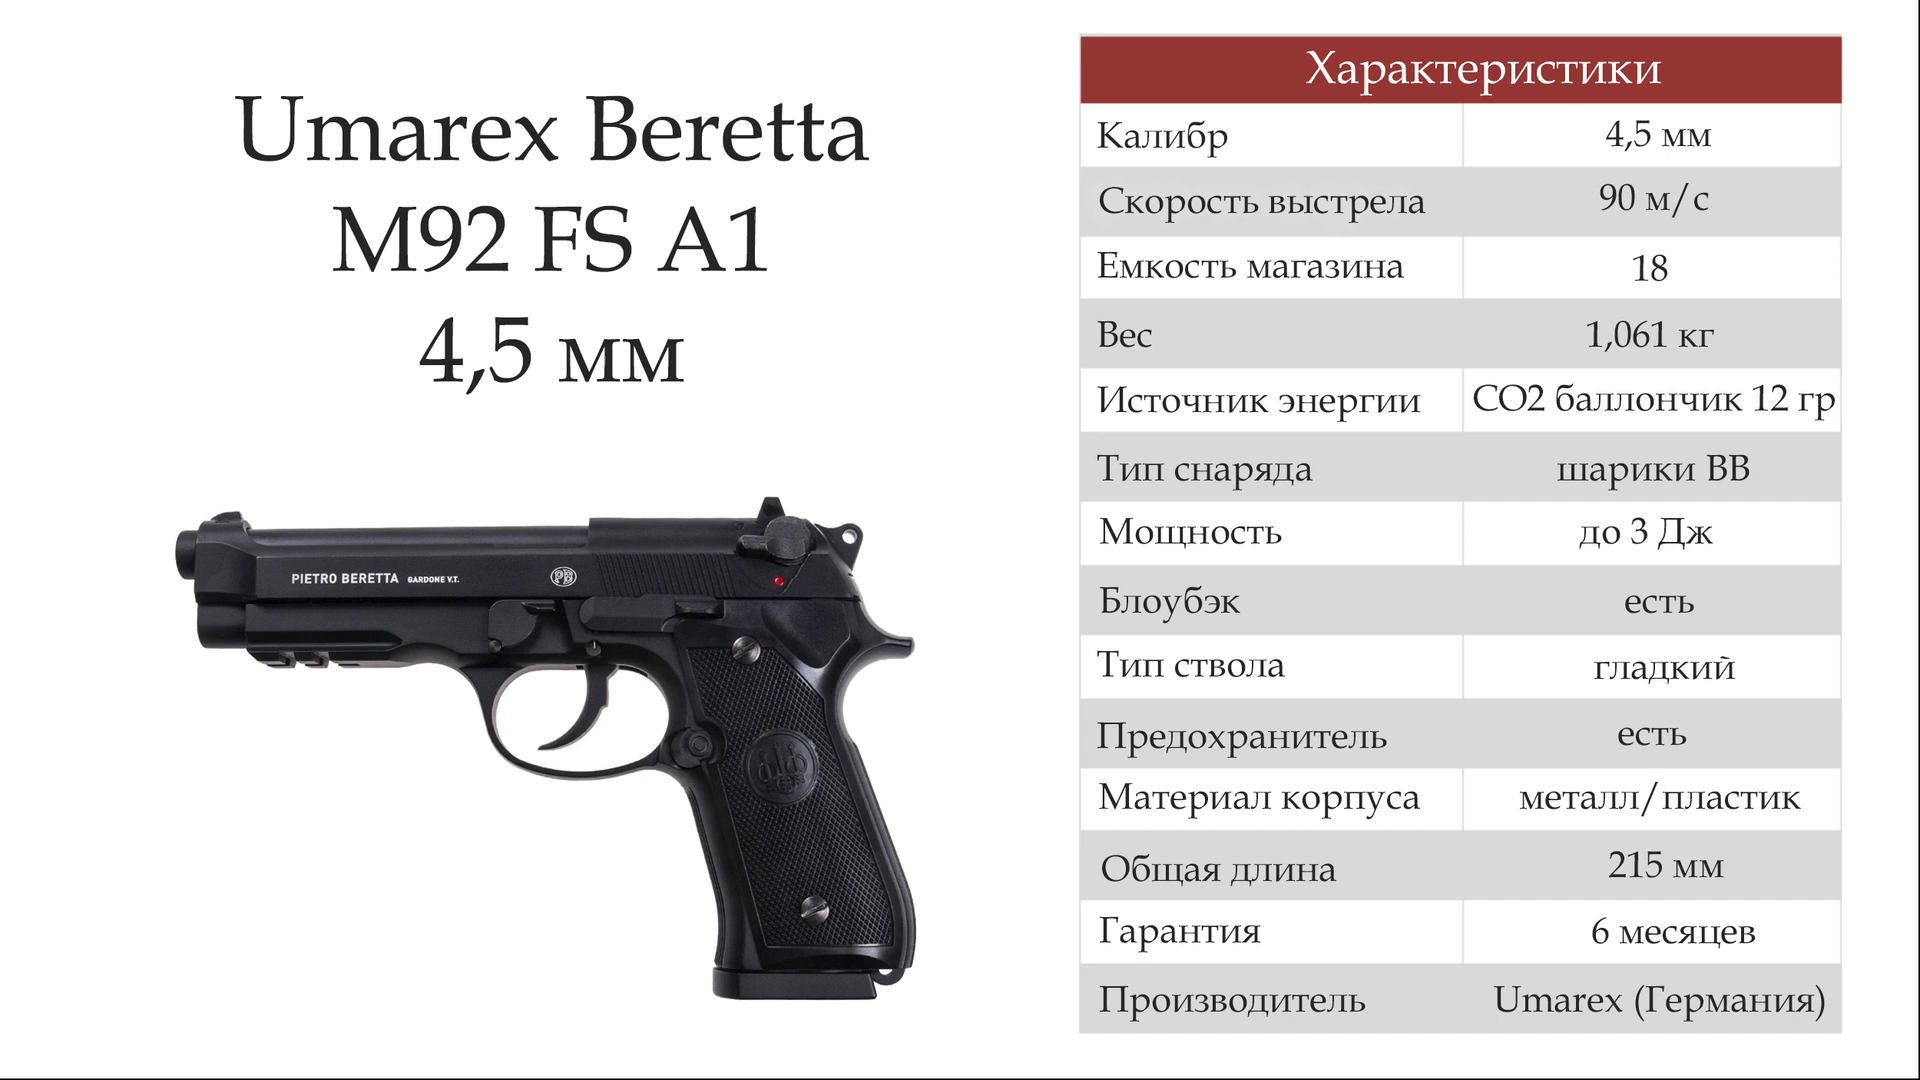 Umarex Beretta
M92 FS A1
4,5 мм
PIETRO BERETTA GARDONE V.T.
PB
Характеристики
Калибр 4,5 мм
Скорость выстрела 90 м/с
Емкость магазина 18
Вес 1,061 кг
Источник энергии CO2 баллончик 12 гр
Тип снаряда шарики BB
Мощность до 3 Дж
Блоубэк есть
Тип ствола гладкий
Предохранитель есть
Материал корпуса металл/пластик
Общая длина 215 мм
Гарантия 6 месяцев
Производитель Umarex (Германия)